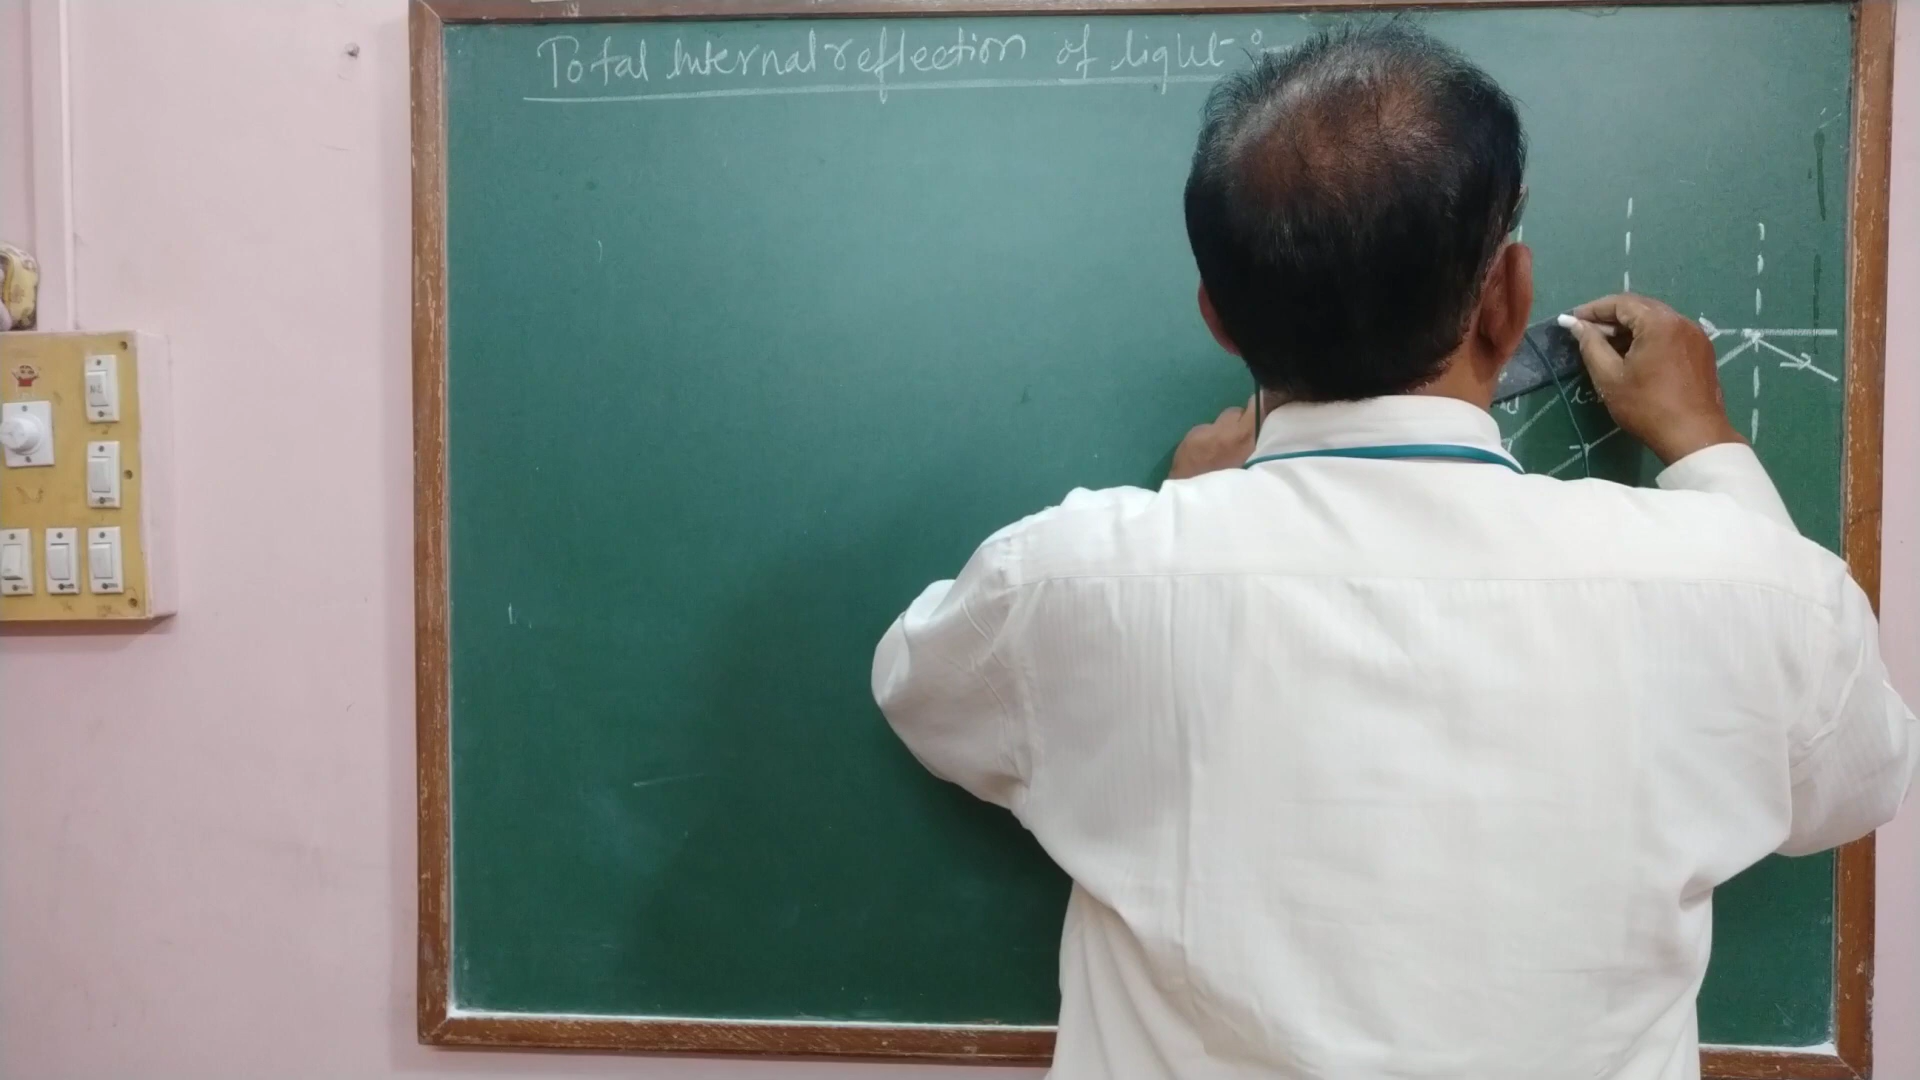 Total Internal reflection of light :-